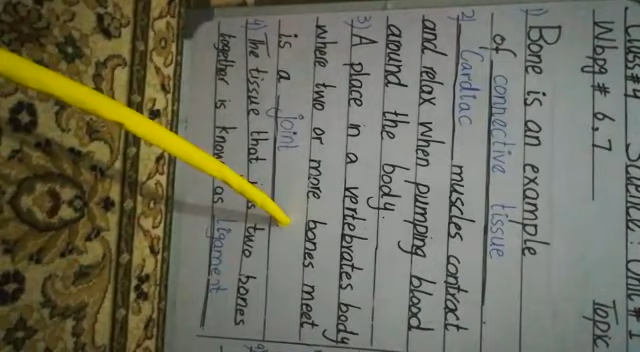 Class#4 Science. Unit # 1
Wbpg # 6,7 Topic
1) Bone is an example
of connective tissue
2) Cardiac muscles contract
and relax when pumping blood
around the body.
3) A place in a vertebrates body
where two or more bones meet
is a joint
4) The tissue that two bones
together is known as ligament